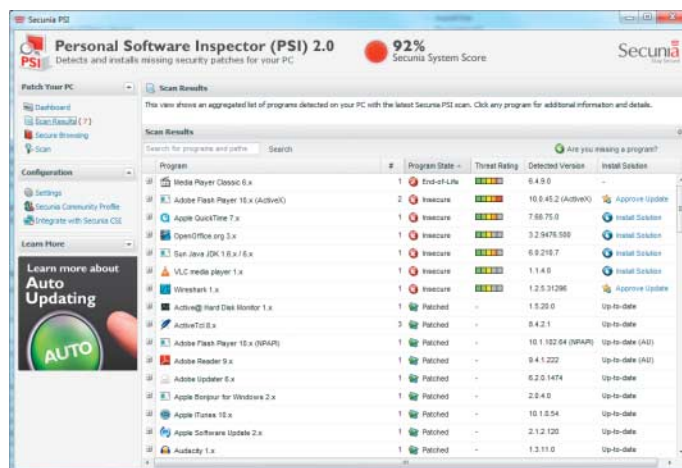 Secunia PSI
PSI
Personal Software Inspector (PSI) 2.0
Detects and installs missing security patches for your PC
92%
Secunia System Score
Secunia
Stay Secure
Patch Your PC
Dashboard
Scan Results [ 7 ]
Secure Browsing
Scan
Configuration
Settings
Secunia Community Profile
Integrate with Secunia CSI
Learn More
Learn more about
Auto
Updating
AUTO
Scan Results
This view shows an aggregated list of programs detected on your PC with the latest Secunia PSI scan. Click any program for additional information and details.
Scan Results
Search for programs and paths Search Are you missing a program?
Program # Program State Threat Rating Detected Version Install Solution
Media Player Classic 6.x 1 End-of-Life 6.4.9.0 -
Adobe Flash Player 10.x (ActiveX) 2 Insecure 10.0.45.2 (ActiveX) Approve Update
Apple QuickTime 7.x 1 Insecure 7.68.75.0 Install Solution
OpenOffice.org 3.x 1 Insecure 3.2.9476.500 Install Solution
Sun Java JDK 1.6.x / 6.x 1 Insecure 6.0.210.7 Install Solution
VLC media player 1.x 1 Insecure 1.1.4.0 Install Solution
Wireshark 1.x 1 Insecure 1.2.5.31296 Approve Update
Active@ Hard Disk Monitor 1.x 1 Patched - 1.5.20.0 Up-to-date
ActiveTcl 8.x 3 Patched - 8.4.2.1 Up-to-date
Adobe Flash Player 10.x (NPAPI) 1 Patched - 10.1.102.64 (NPAPI) Up-to-date (AU)
Adobe Reader 9.x 1 Patched - 9.4.1.222 Up-to-date (AU)
Adobe Updater 6.x 1 Patched - 6.2.0.1474 Up-to-date
Apple Bonjour for Windows 2.x 1 Patched - 2.0.4.0 Up-to-date
Apple iTunes 10.x 1 Patched - 10.1.0.54 Up-to-date
Apple Software Update 2.x 1 Patched - 2.1.2.120 Up-to-date
Audacity 1.x 1 Patched - 1.3.11.0 Up-to-date